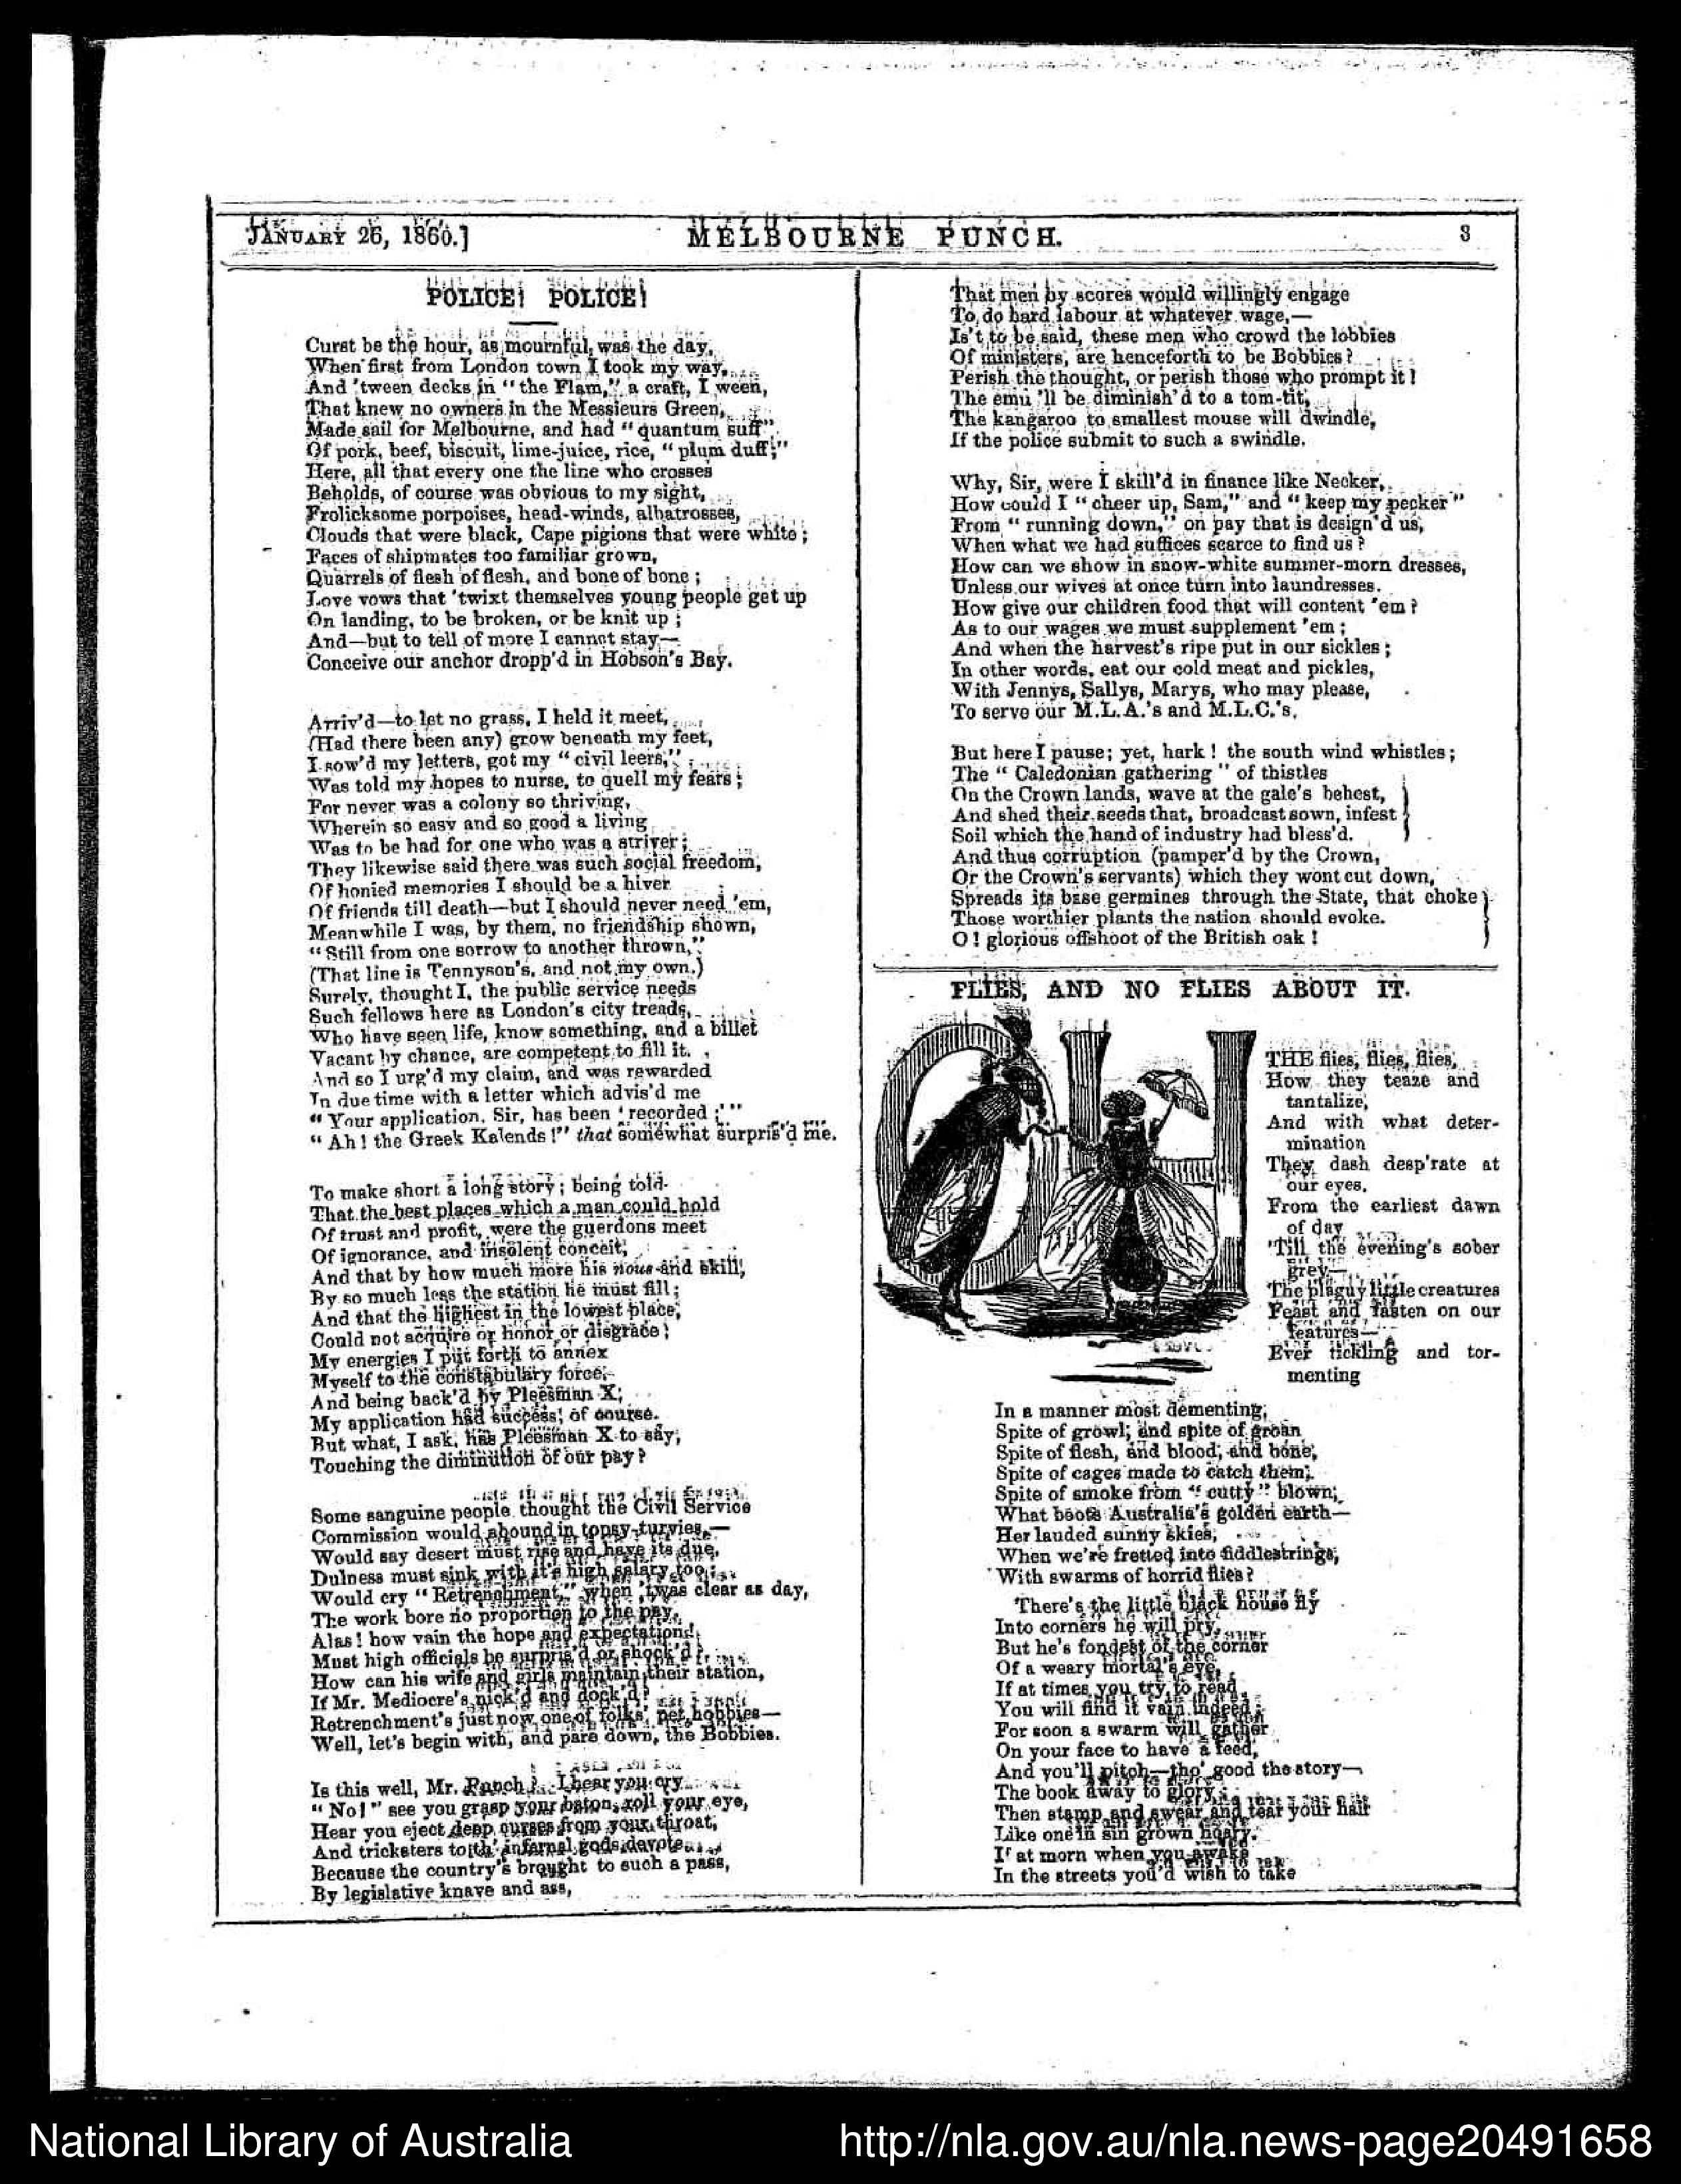 JANUARY 26, 1860.]
MELBOURNE PUNCH.
3
POLICE! POLICE!
Curst be the hour, as mournful, was the day,
When first from London town I took my way,
And 'tween decks in "the Flam," a craft, I ween,
That knew no owners in the Messieurs Green,
Made sail for Melbourne, and had "quantum suff"
Of pork, beef, biscuit, lime-juice, rice, "plum duff;"
Here, all that every one the line who crosses
Beholds, of course was obvious to my sight,
Frolicksome porpoises, head-winds, albatrosses,
Clouds that were black, Cape pigions that were white;
Faces of shipmates too familiar grown,
Quarrels of flesh of flesh, and bone of bone;
Love vows that 'twixt themselves young people get up
On landing, to be broken, or be knit up;
And—but to tell of more I cannot stay—
Conceive our anchor dropp'd in Hobson's Bay.
Arriv'd—to let no grass, I held it meet,
(Had there been any) grow beneath my feet,
I sow'd my letters, got my "civil leers;"
Was told my hopes to nurse, to quell my fears;
For never was a colony so thriving,
Wherein so easy and so good a living
Was to be had for one who was a striver;
They likewise said there was such social freedom,
Of honied memories I should be a hiver
Of friends till death—but I should never need 'em,
Meanwhile I was, by them, no friendship shown,
"Still from one sorrow to another thrown,"
(That line is Tennyson's, and not my own.)
Surely, thought I, the public service needs
Such fellows here as London's city treads,
Who have seen life, know something, and a billet
Vacant by chance, are competent to fill it.
And so I urg'd my claim, and was rewarded
In due time with a letter which advis'd me
"Your application, Sir, has been 'recorded;'"
"Ah! the Greek Kalends!" that somewhat surpris'd me.
To make short a long story; being told
That the best places which a man could hold
Of trust and profit, were the guerdons meet
Of ignorance, and insolent conceit;
And that by how much more his nous and skill,
By so much less the station he must fill;
And that the highest in the lowest place,
Could not acquire or honor or disgrace;
My energies I put forth to annex
Myself to the constabulary force;
And being back'd by Pleesman X;
My application had success, of course.
But what, I ask, has Pleesman X to say,
Touching the diminution of our pay?
Some sanguine people thought the Civil Service
Commission would abound in topsy-turvies,—
Would say desert must rise and have its due,
Dulness must sink with it's high salary too;
Would cry "Retrenchment," when 'twas clear as day,
The work bore no proportion to the pay.
Alas! how vain the hope and expectation!
Must high officials be surpris'd or shock'd?
How can his wife and girls maintain their station,
If Mr. Mediocre's nick'd and dock'd?
Retrenchment's just now one of folks' pet hobbies—
Well, let's begin with, and pare down, the Bobbies.
Is this well, Mr. Punch? I hear you cry
"No!" see you grasp your baton, roll your eye,
Hear you eject deep curses from your throat,
And tricksters to th' infernal gods devote
Because the country's brought to such a pass,
By legislative knave and ass,
That men by scores would willingly engage
To do hard labour at whatever wage,—
Is't to be said, these men who crowd the lobbies
Of ministers, are henceforth to be Bobbies?
Perish the thought, or perish those who prompt it!
The emu 'll be diminish'd to a tom-tit,
The kangaroo to smallest mouse will dwindle,
If the police submit to such a swindle.
Why, Sir, were I skill'd in finance like Necker,
How could I "cheer up, Sam," and "keep my pecker"
From "running down," on pay that is design'd us,
When what we had suffices scarce to find us?
How can we show in snow-white summer-morn dresses,
Unless our wives at once turn into laundresses.
How give our children food that will content 'em?
As to our wages we must supplement 'em;
And when the harvest's ripe put in our sickles;
In other words, eat our cold meat and pickles,
With Jennys, Sallys, Marys, who may please,
To serve our M.L.A.'s and M.L.C.'s.
But here I pause; yet, hark! the south wind whistles;
The "Caledonian gathering" of thistles
On the Crown lands, wave at the gale's behest,
And shed their seeds that, broadcast sown, infest
Soil which the hand of industry had bless'd.
And thus corruption (pamper'd by the Crown,
Or the Crown's servants) which they wont cut down,
Spreads its base germines through the State, that choke
Those worthier plants the nation should evoke.
O! glorious offshoot of the British oak!
FLIES, AND NO FLIES ABOUT IT.
THE flies, flies, flies,
How they teaze and
tantalize,
And with what deter-
mination
They dash desp'rate at
our eyes,
From the earliest dawn
of day
'Till the evening's sober
grey—
The plaguy little creatures
Feast and fasten on our
features—
Ever tickling and tor-
menting
In a manner most dementing,
Spite of growl, and spite of groan
Spite of flesh, and blood, and bone,
Spite of cages made to catch them,
Spite of smoke from "cutty" blown;
What boots Australia's golden earth—
Her lauded sunny skies,
When we're fretted into fiddlestrings,
With swarms of horrid flies?
There's the little black house fly
Into corners he will pry,
But he's fondest of the corner
Of a weary mortal's eye,
If at times you try to read
You will find it vain indeed;
For soon a swarm will gather
On your face to have a feed,
And you'll pitch—tho' good the story—
The book away to glory;
Then stamp and swear and tear your hair
Like one in sin grown hoary.
If at morn when you awake
In the streets you'd wish to take
National Library of Australia
http://nla.gov.au/nla.news-page20491658